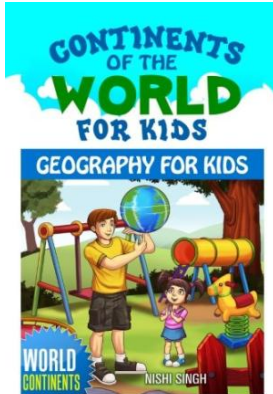 CONTINENTS
OF THE
WORLD
FOR KIDS
GEOGRAPHY FOR KIDS
WORLD
CONTINENTS
NISHI SINGH